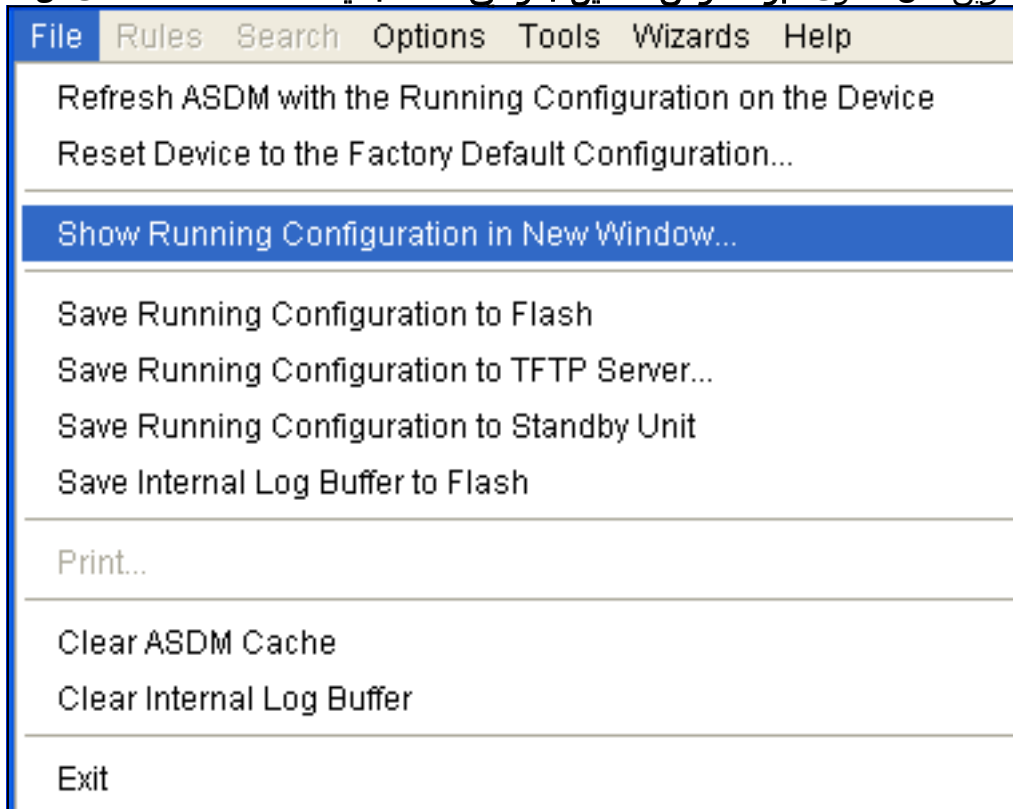 File Rules Search Options Tools Wizards Help
Refresh ASDM with the Running Configuration on the Device
Reset Device to the Factory Default Configuration...
Show Running Configuration in New Window...
Save Running Configuration to Flash
Save Running Configuration to TFTP Server...
Save Running Configuration to Standby Unit
Save Internal Log Buffer to Flash
Print...
Clear ASDM Cache
Clear Internal Log Buffer
Exit